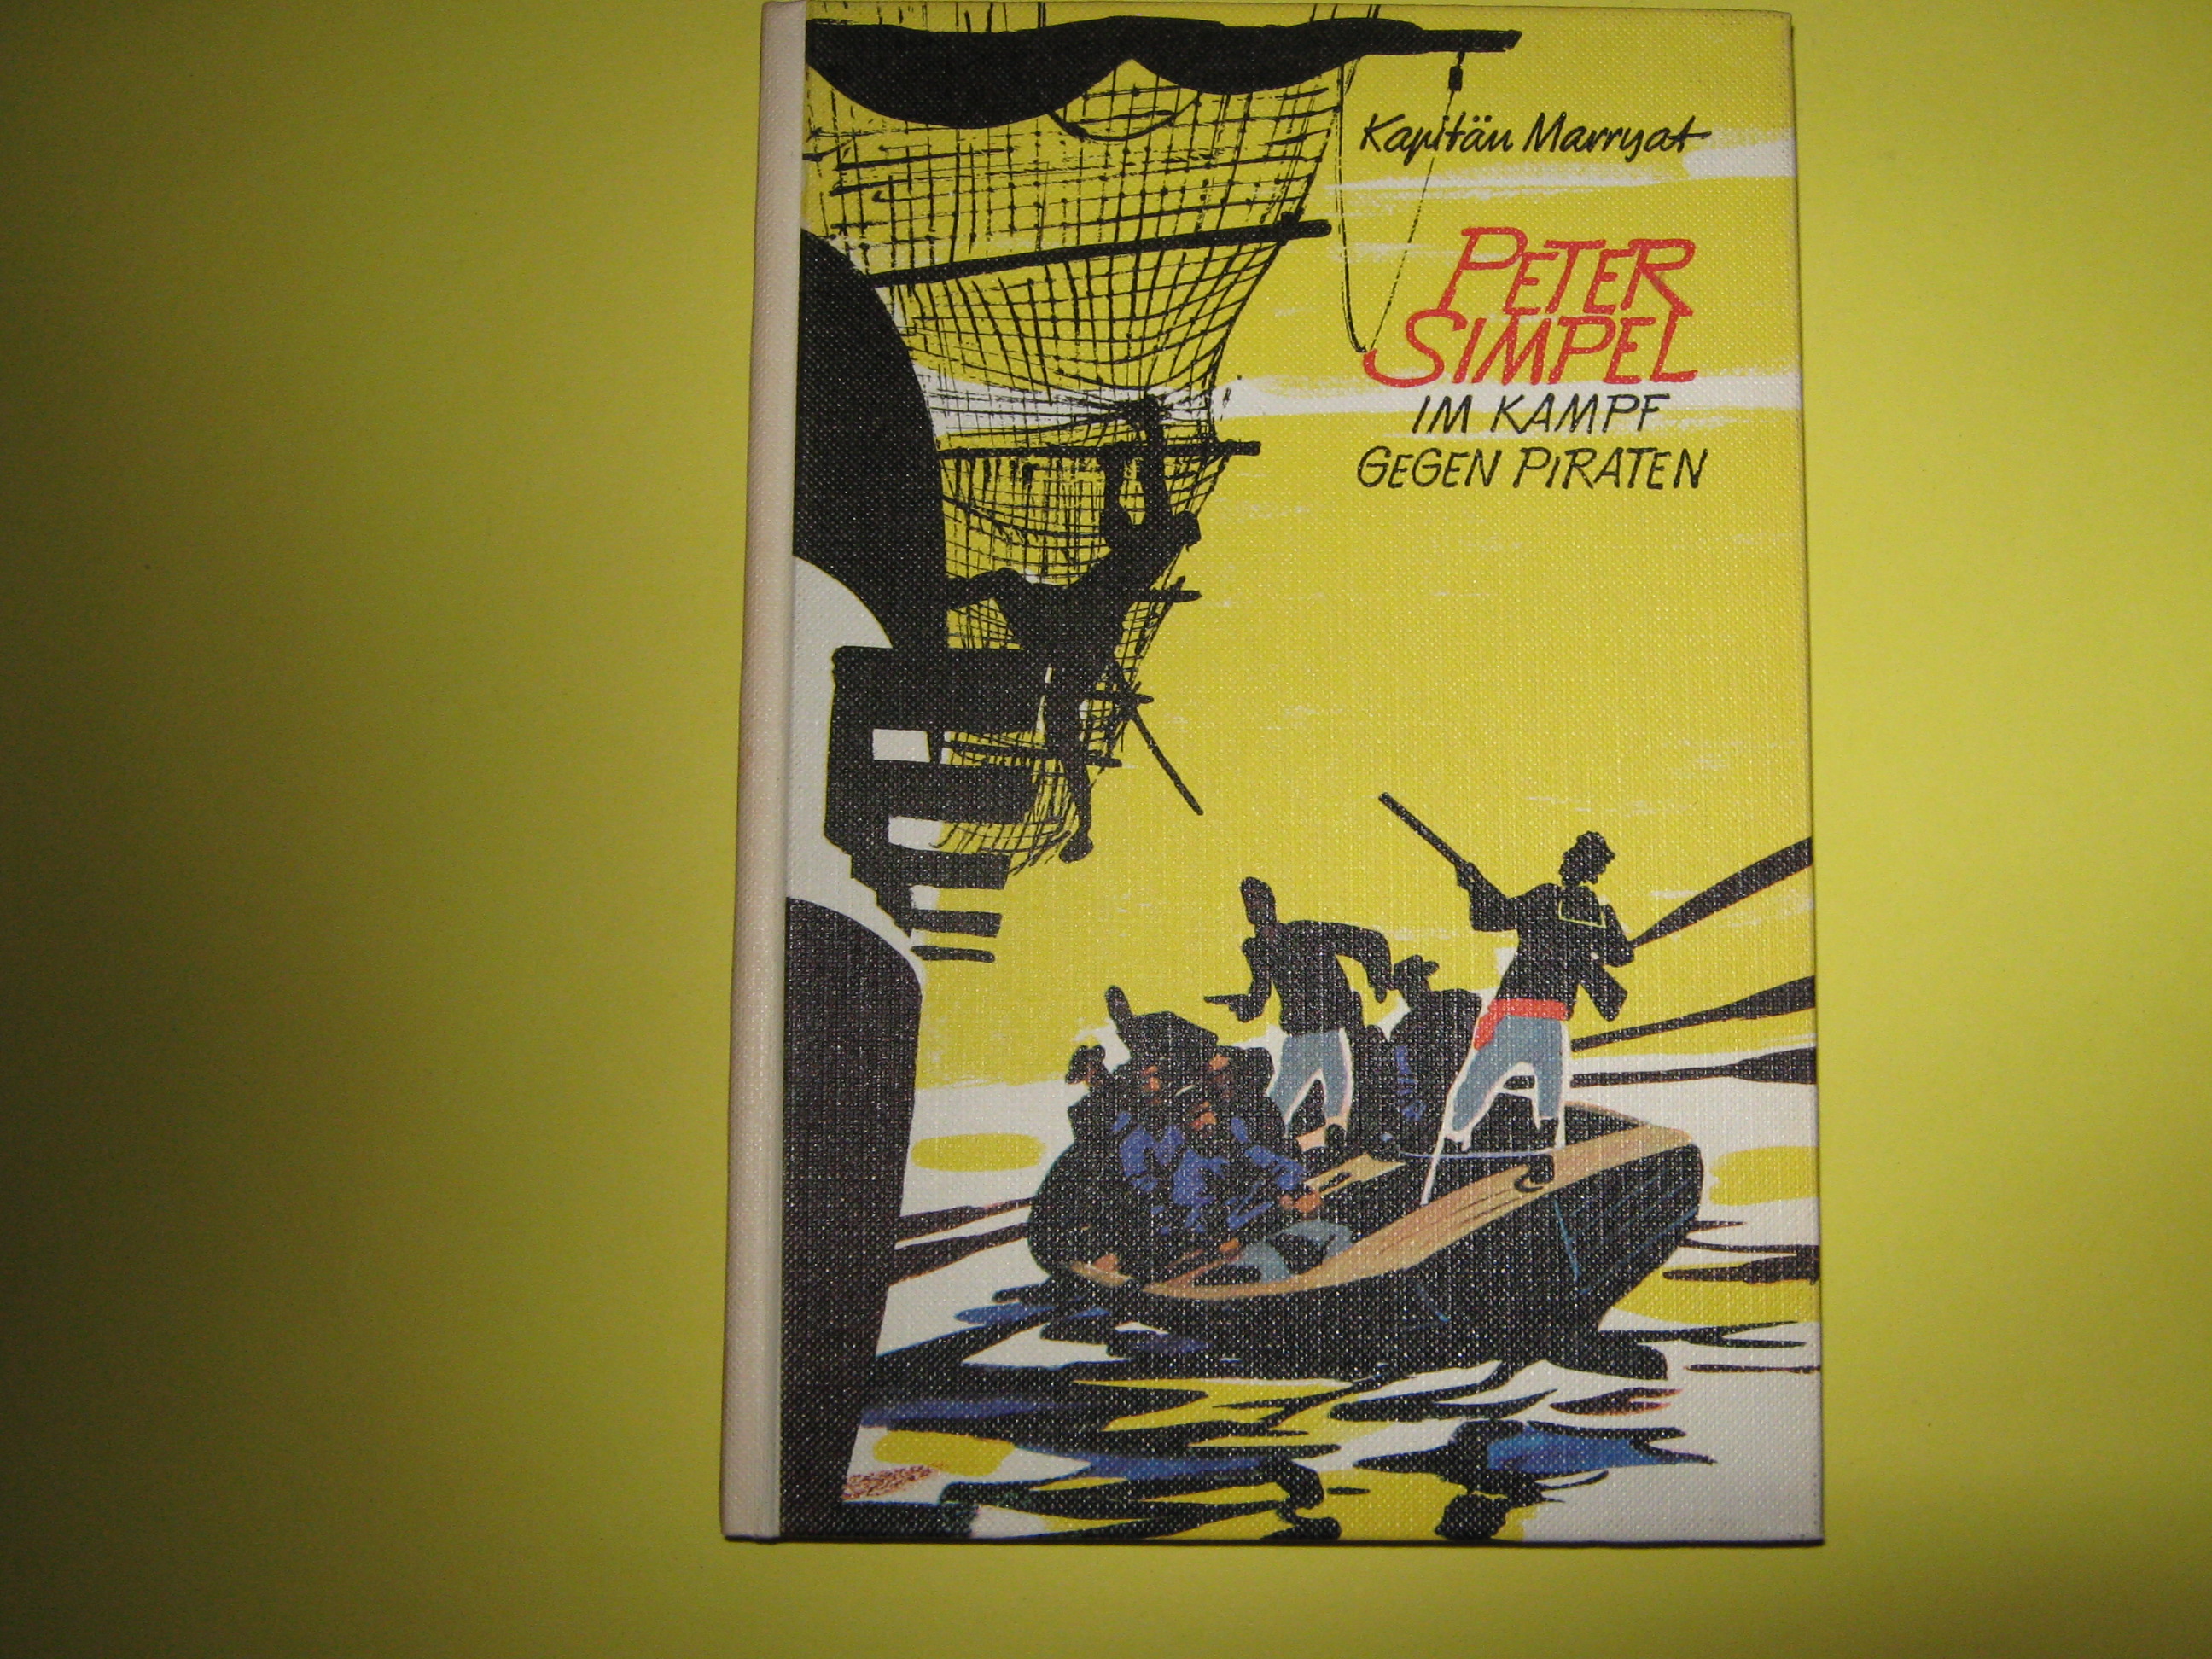 Kapitän Marryat
PETER
SIMPEL
IM KAMPF
GEGEN PIRATEN